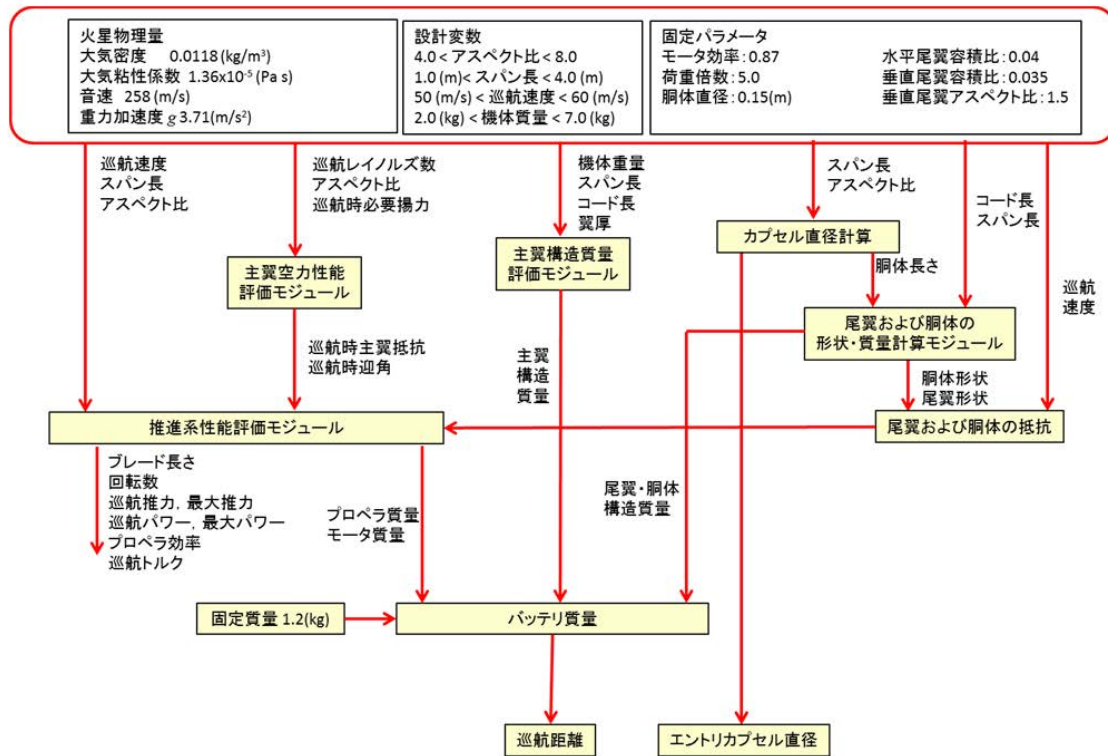 火星物理量
大気密度 0.0118 (kg/m³)
大気粘性係数 1.36x10⁻⁵ (Pa s)
音速 258 (m/s)
重力加速度 g 3.71(m/s²)
設計変数
4.0< アスペクト比 < 8.0
1.0 (m)< スパン長 <4.0 (m)
50 (m/s) < 巡航速度 <60 (m/s)
2.0 (kg) < 機体質量 < 7.0 (kg)
固定パラメータ
モータ効率:0.87
荷重倍数:5.0
胴体直径:0.15(m)
水平尾翼容積比:0.04
垂直尾翼容積比:0.035
垂直尾翼アスペクト比:1.5
巡航速度
スパン長
アスペクト比
巡航レイノルズ数
アスペクト比
巡航時必要揚力
機体重量
スパン長
コード長
翼厚
スパン長
アスペクト比
コード長
スパン長
カプセル直径計算
主翼空力性能
評価モジュール
主翼構造質量
評価モジュール
胴体長さ
巡航
速度
尾翼および胴体の
形状・質量計算モジュール
巡航時主翼抵抗
巡航時迎角
主翼
構造
質量
胴体形状
尾翼形状
推進系性能評価モジュール
尾翼および胴体の抵抗
ブレード長さ
回転数
巡航推力, 最大推力
巡航パワー, 最大パワー
プロペラ効率
巡航トルク
プロペラ質量
モータ質量
尾翼・胴体
構造質量
固定質量 1.2(kg)
バッテリ質量
巡航距離
エントリカプセル直径